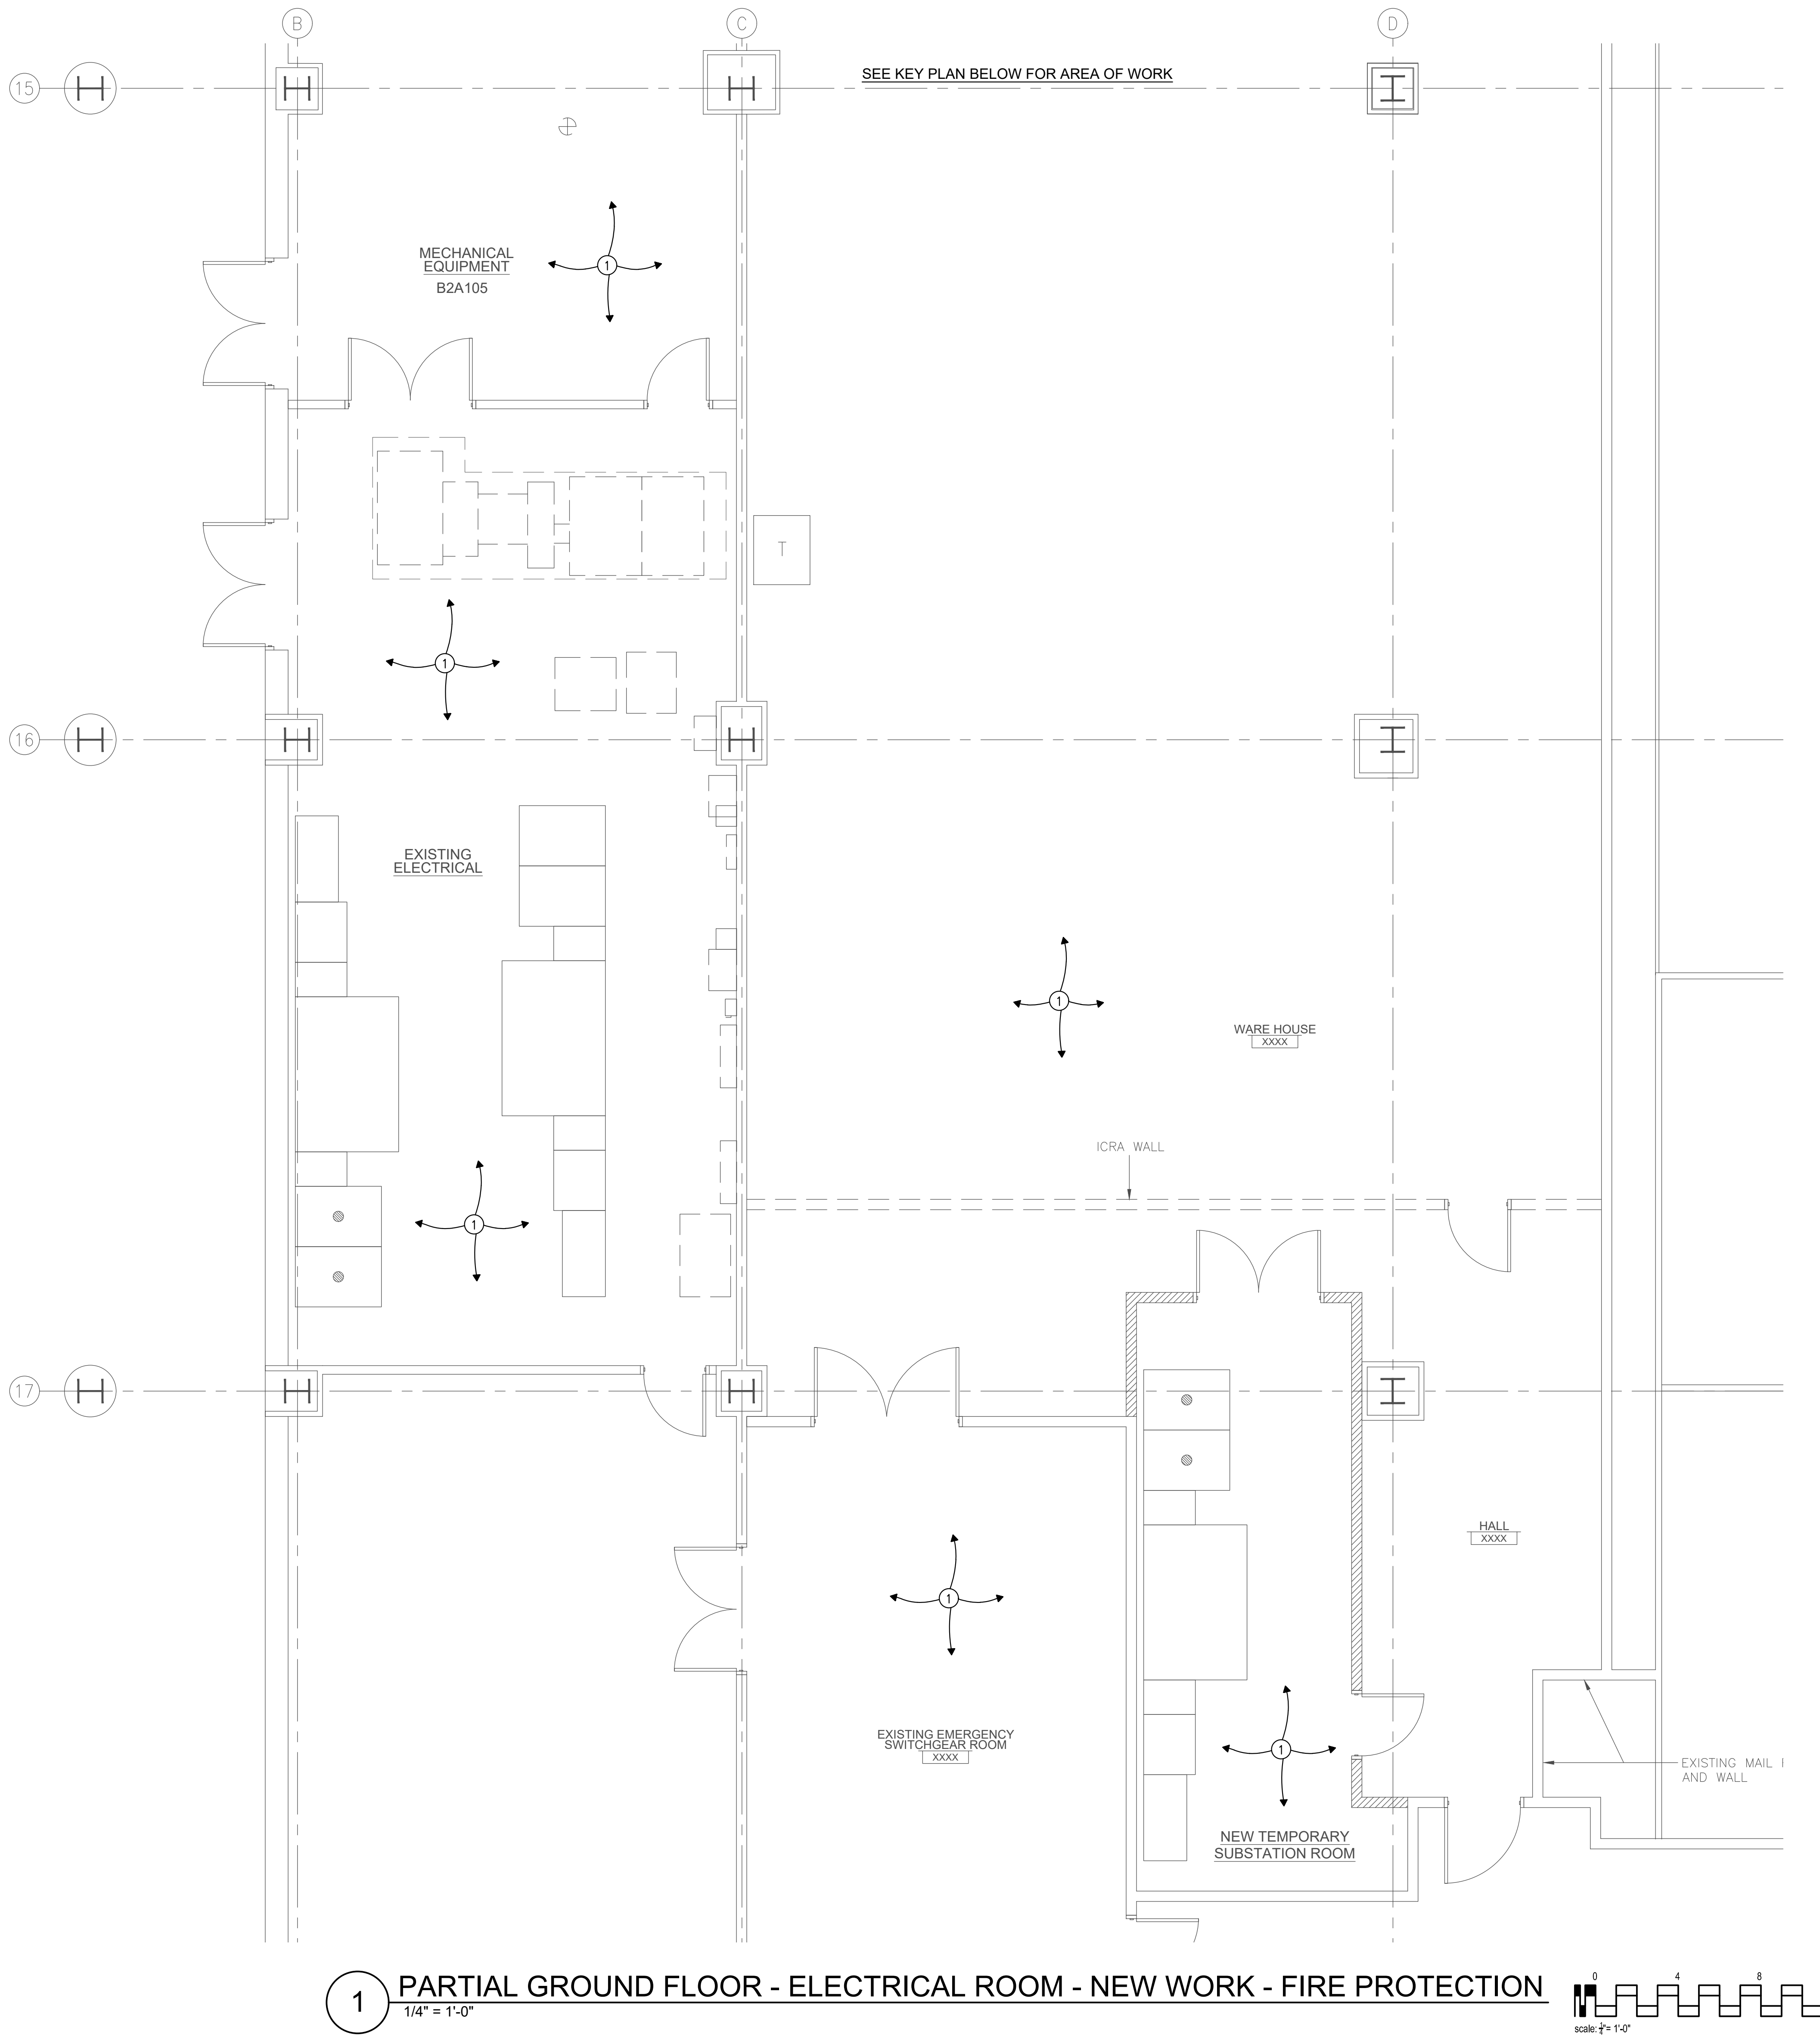 B
C
D
SEE KEY PLAN BELOW FOR AREA OF WORK
15
MECHANICAL
EQUIPMENT
B2A105
1
T
1
16
EXISTING
ELECTRICAL
1
WARE HOUSE
XXXX
ICRA WALL
1
17
HALL
XXXX
1
EXISTING EMERGENCY
SWITCHGEAR ROOM
XXXX
1
EXISTING MAIL
AND WALL
NEW TEMPORARY
SUBSTATION ROOM
1
PARTIAL GROUND FLOOR - ELECTRICAL ROOM - NEW WORK - FIRE PROTECTION
1/4" = 1'-0"
0 4 8
scale: 1/4"= 1'-0"